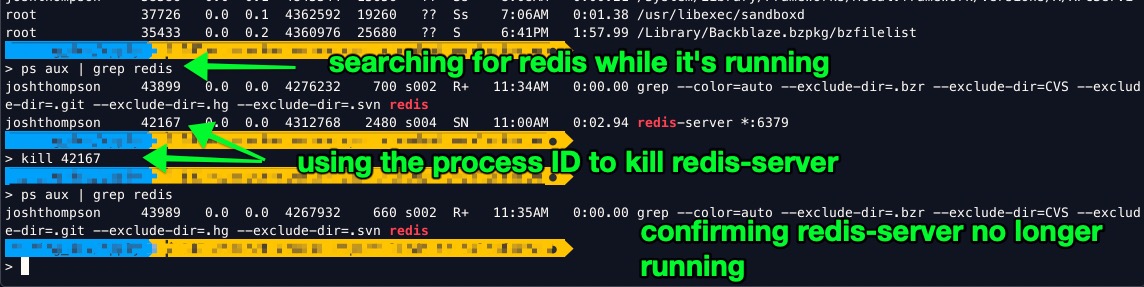 root 37726 0.0 0.1 4362592 19260 ?? Ss 7:06AM 0:01.38 /usr/libexec/sandboxd
root 35433 0.0 0.2 4360976 25680 ?? S 6:41PM 1:57.99 /Library/Backblaze.bzpkg/bzfilelist
> ps aux | grep redis
searching for redis while it's running
joshthompson 43899 0.0 0.0 4276232 700 s002 R+ 11:34AM 0:00.00 grep --color=auto --exclude-dir=.bzr --exclude-dir=CVS --exclud
e-dir=.git --exclude-dir=.hg --exclude-dir=.svn redis
joshthompson 42167 0.0 0.0 4312768 2480 s004 SN 11:00AM 0:02.94 redis-server *:6379
> kill 42167
using the process ID to kill redis-server
> ps aux | grep redis
joshthompson 43989 0.0 0.0 4267932 660 s002 R+ 11:35AM 0:00.00 grep --color=auto --exclude-dir=.bzr --exclude-dir=CVS --exclud
e-dir=.git --exclude-dir=.hg --exclude-dir=.svn redis
confirming redis-server no longer
running
>